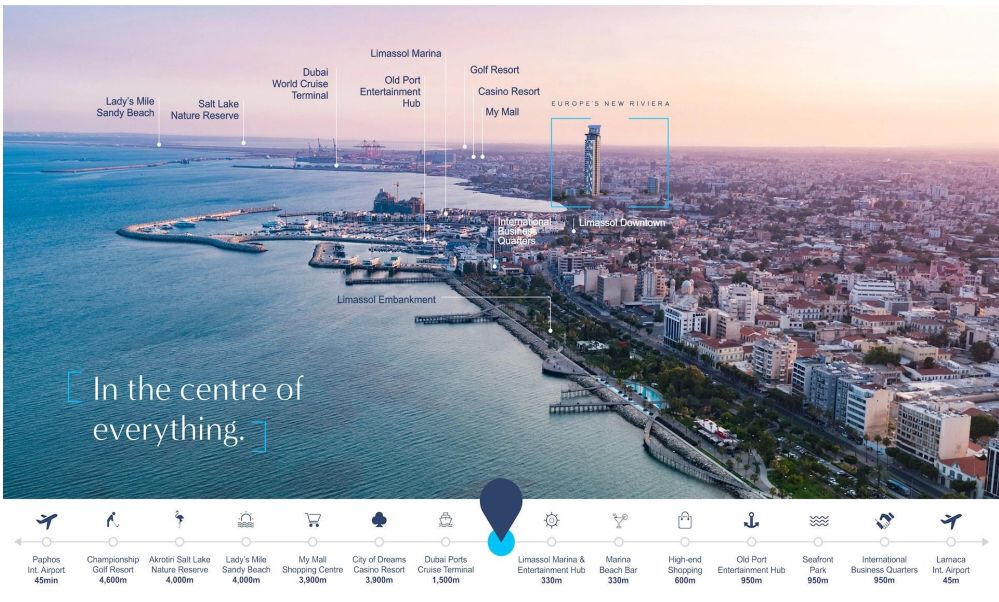 Limassol Marina
Golf Resort
Dubai
World Cruise
Terminal
Old Port
Entertainment
Hub
Casino Resort
My Mall
Lady's Mile
Sandy Beach
Salt Lake
Nature Reserve
EUROPE'S NEW RIVIERA
International
Business
Quarters
Limassol Downtown
Limassol Embankment
In the centre of
everything.
Paphos
Int. Airport
45min
Championship
Golf Resort
4,600m
Akrotiri Salt Lake
Nature Reserve
4,000m
Lady's Mile
Sandy Beach
4,000m
My Mall
Shopping Centre
3,900m
City of Dreams
Casino Resort
3,900m
Dubai Ports
Cruise Terminal
1,500m
Limassol Marina &
Entertainment Hub
330m
Marina
Beach Bar
330m
High-end
Shopping
600m
Old Port
Entertainment Hub
950m
Seafront
Park
950m
International
Business Quarters
950m
Larnaca
Int. Airport
45m